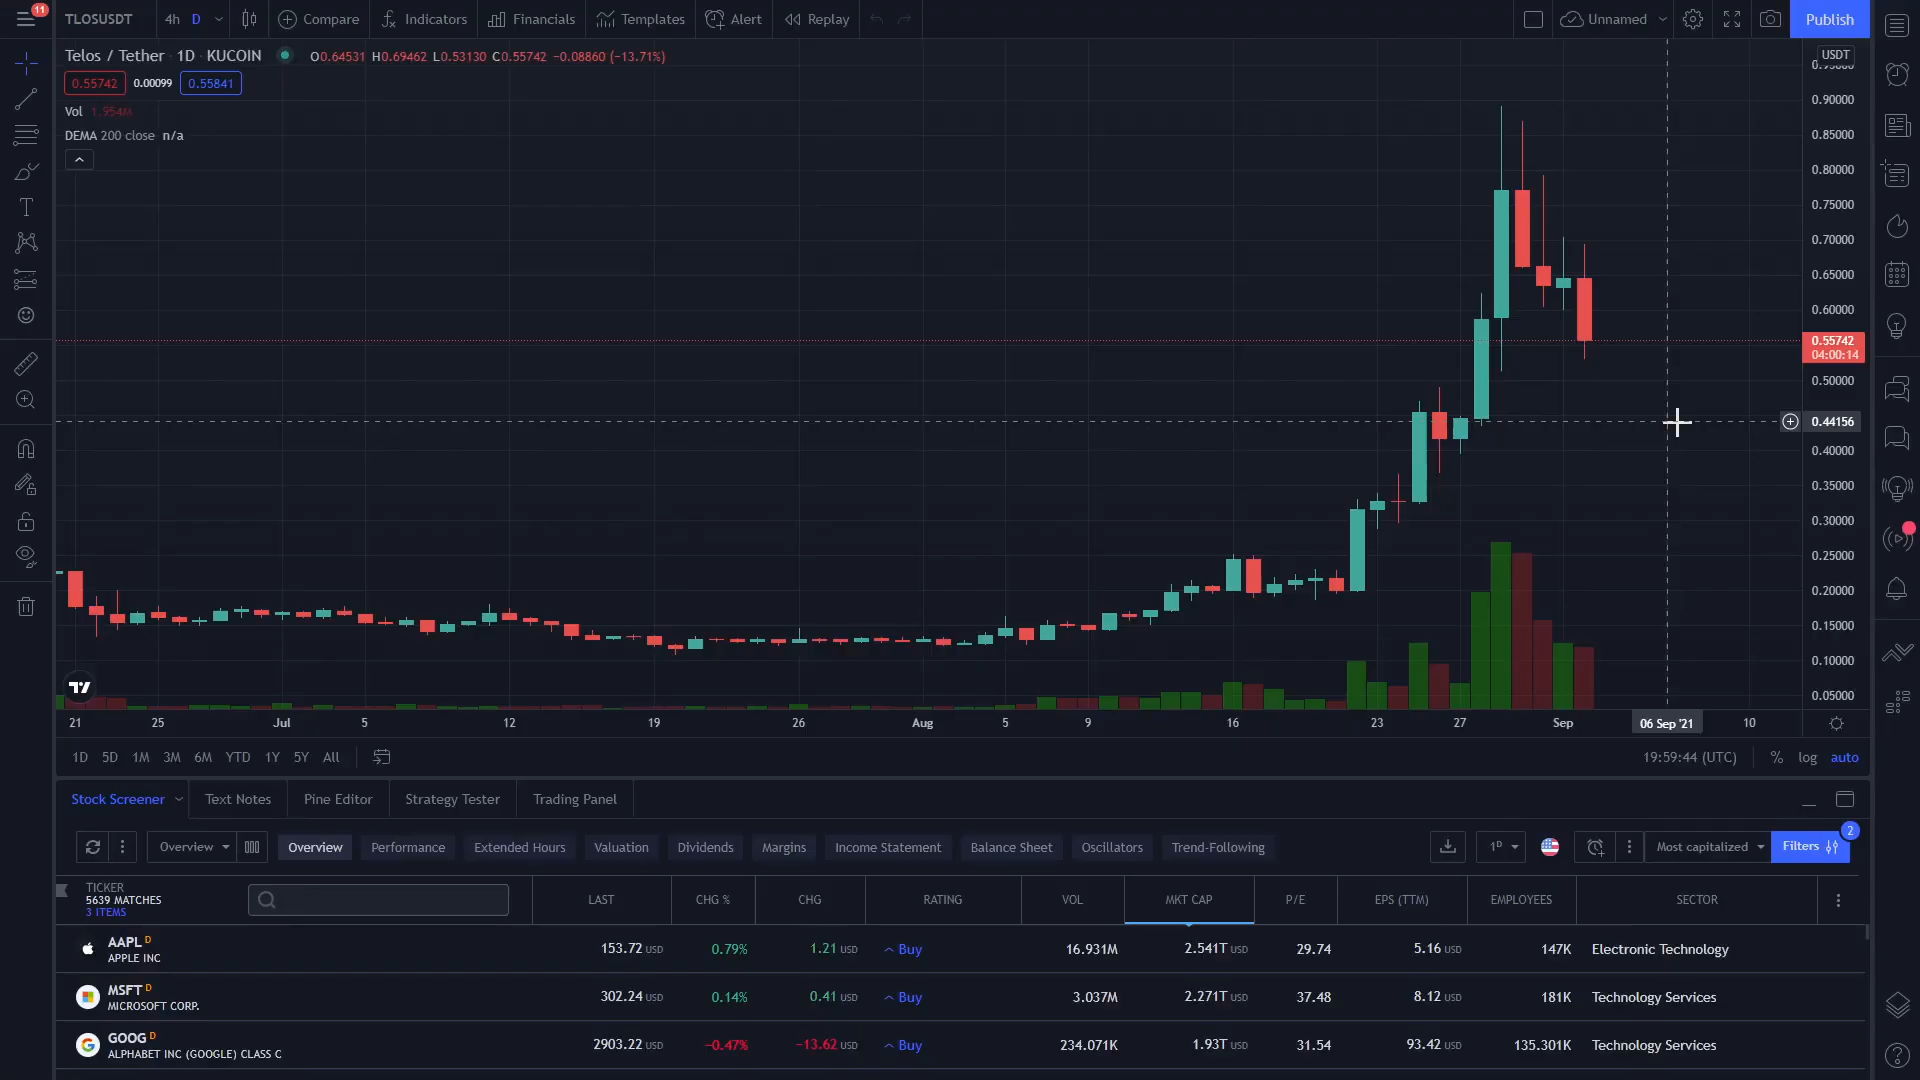 11
TLOSUSDT 4h D Compare Indicators Financials Templates Alert Replay Unnamed Publish
Telos / Tether · 1D · KUCOIN O0.64531 H0.69462 L0.53130 C0.55742 −0.08860 (−13.71%)
0.55742 0.00099 0.55841
Vol 1.954M
DEMA 200 close n/a
USDT
0.90000
0.85000
0.80000
0.75000
0.70000
0.65000
0.60000
0.55742
04:00:14
0.50000
0.44156
0.40000
0.35000
0.30000
0.25000
0.20000
0.15000
0.10000
0.05000
21 25 Jul 5 12 19 26 Aug 5 9 16 23 27 Sep 06 Sep '21 10
1D 5D 1M 3M 6M YTD 1Y 5Y All 19:59:44 (UTC) % log auto
Stock Screener Text Notes Pine Editor Strategy Tester Trading Panel
2
Overview Overview Performance Extended Hours Valuation Dividends Margins Income Statement Balance Sheet Oscillators Trend-Following 1D Most capitalized Filters
TICKER
5639 MATCHES
3 ITEMS
LAST CHG % CHG RATING VOL MKT CAP P/E EPS (TTM) EMPLOYEES SECTOR
AAPL D
APPLE INC
153.72 USD 0.79% 1.21 USD Buy 16.931M 2.541T USD 29.74 5.16 USD 147K Electronic Technology
MSFT D
MICROSOFT CORP.
302.24 USD 0.14% 0.41 USD Buy 3.037M 2.271T USD 37.48 8.12 USD 181K Technology Services
GOOG D
ALPHABET INC (GOOGLE) CLASS C
2903.22 USD −0.47% −13.62 USD Buy 234.071K 1.93T USD 31.54 93.42 USD 135.301K Technology Services